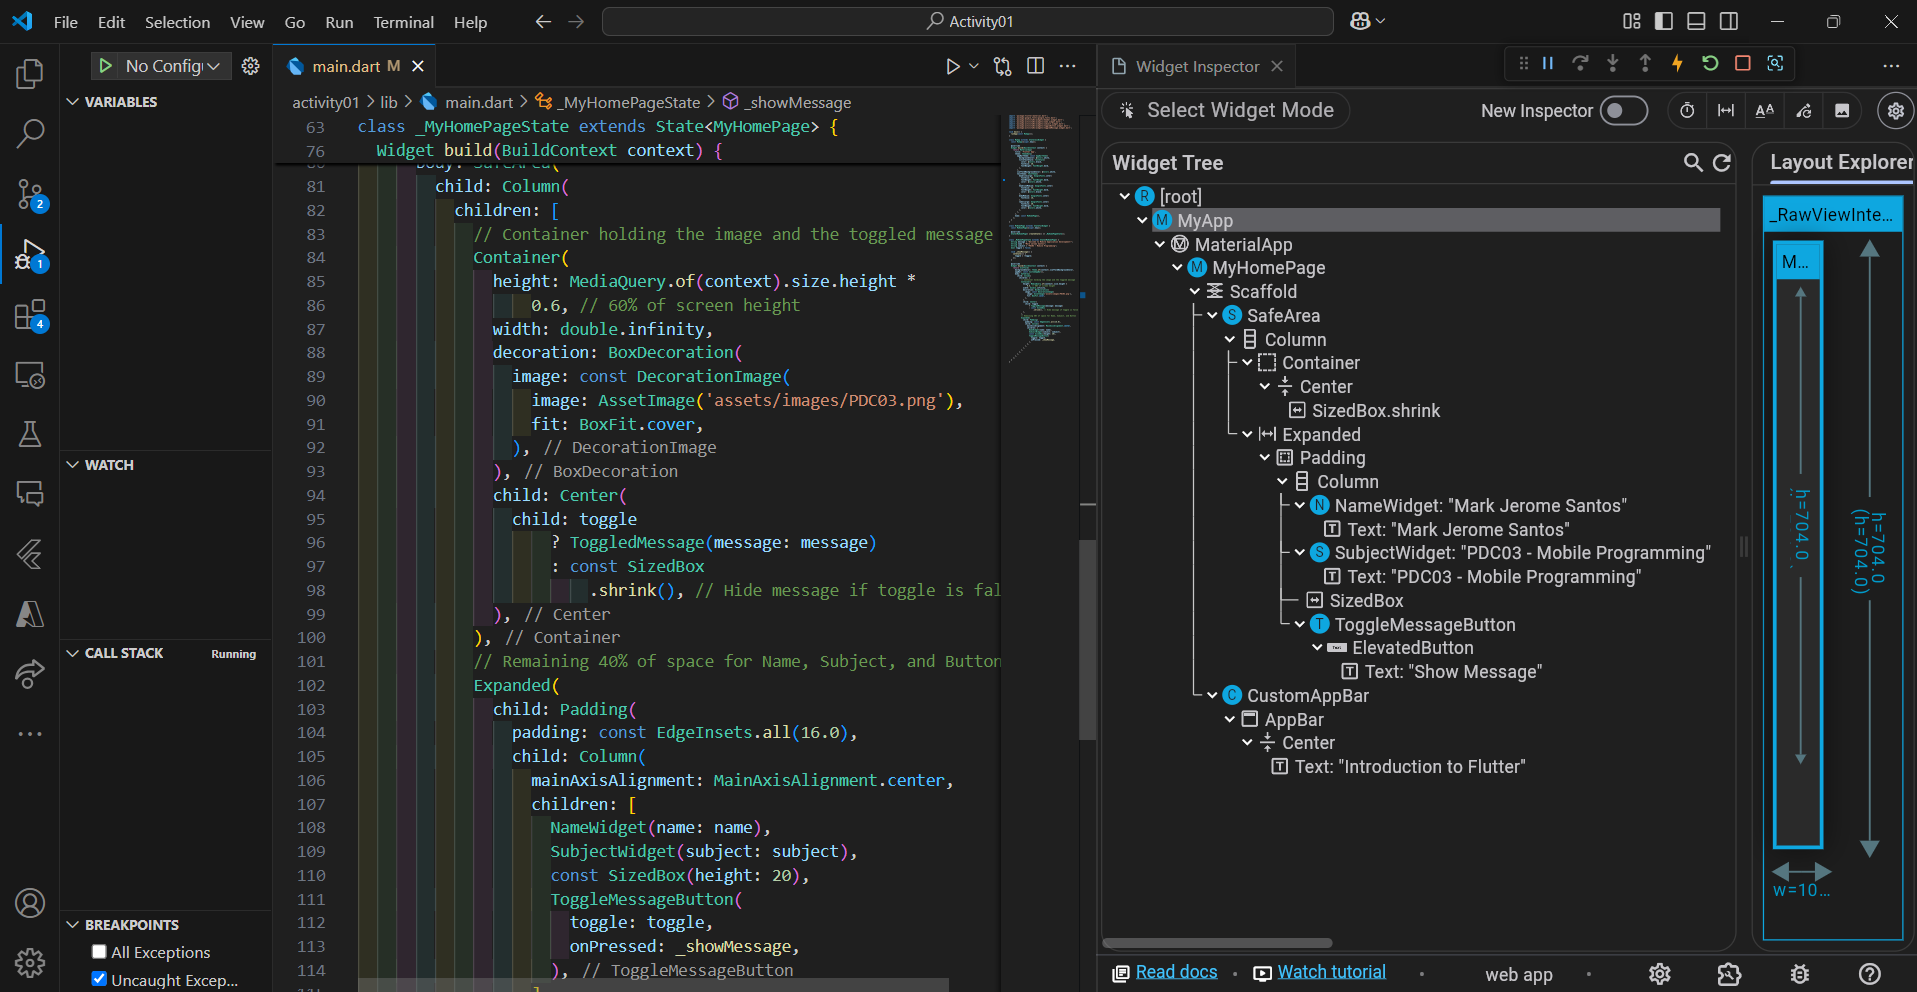 File Edit Selection View Go Run Terminal Help
Activity01
No Config
main.dart M
Widget Inspector
VARIABLES
activity01 > lib > main.dart > _MyHomePageState > _showMessage
63 class _MyHomePageState extends State<MyHomePage> {
76 Widget build(BuildContext context) {
81 child: Column(
82 children: [
83 // Container holding the image and the toggled message
84 Container(
85 height: MediaQuery.of(context).size.height *
86 0.6, // 60% of screen height
87 width: double.infinity,
88 decoration: BoxDecoration(
89 image: const DecorationImage(
90 image: AssetImage('assets/images/PDC03.png'),
91 fit: BoxFit.cover,
92 ), // DecorationImage
93 ), // BoxDecoration
94 child: Center(
95 child: toggle
96 ? ToggledMessage(message: message)
97 : const SizedBox
98 .shrink(), // Hide message if toggle is fal
99 ), // Center
100 ), // Container
101 // Remaining 40% of space for Name, Subject, and Button
102 Expanded(
103 child: Padding(
104 padding: const EdgeInsets.all(16.0),
105 child: Column(
106 mainAxisAlignment: MainAxisAlignment.center,
107 children: [
108 NameWidget(name: name),
109 SubjectWidget(subject: subject),
110 const SizedBox(height: 20),
111 ToggleMessageButton(
112 toggle: toggle,
113 onPressed: _showMessage,
114 ), // ToggleMessageButton
WATCH
CALL STACK Running
BREAKPOINTS
All Exceptions
Uncaught Excep...
2
1
4
Select Widget Mode
New Inspector
Widget Tree
[root]
MyApp
MaterialApp
MyHomePage
Scaffold
SafeArea
Column
Container
Center
SizedBox.shrink
Expanded
Padding
Column
NameWidget: "Mark Jerome Santos"
Text: "Mark Jerome Santos"
SubjectWidget: "PDC03 - Mobile Programming"
Text: "PDC03 - Mobile Programming"
SizedBox
ToggleMessageButton
ElevatedButton
Text: "Show Message"
CustomAppBar
AppBar
Center
Text: "Introduction to Flutter"
Layout Explorer
_RawViewInte...
M...
h=704.0
h=704.0
(h=704.0)
w=10...
Read docs · Watch tutorial · web app ·